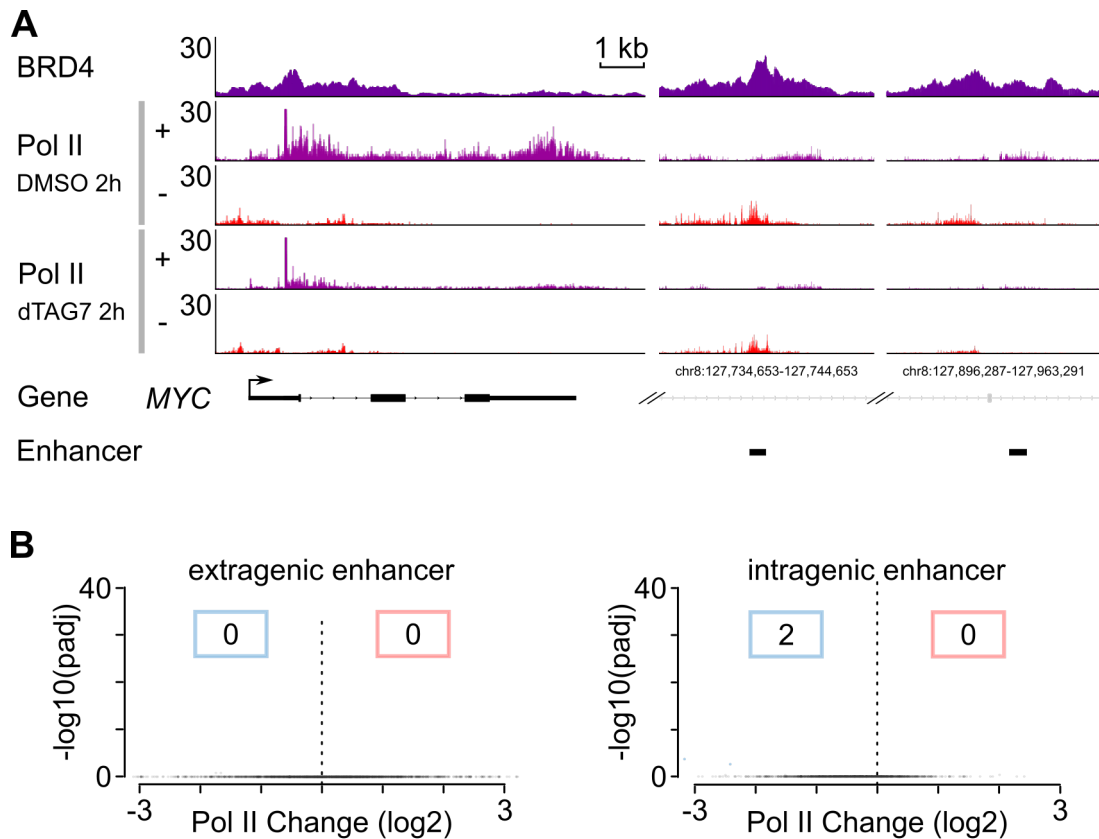 A
BRD4
30
1 kb
Pol II
DMSO 2h
+
30
-
30
Pol II
dTAG7 2h
+
30
-
30
chr8:127,734,653-127,744,653
chr8:127,896,287-127,963,291
Gene
MYC
Enhancer
B
extragenic enhancer
-log10(padj)
40
0
0
0
-3
3
Pol II Change (log2)
intragenic enhancer
-log10(padj)
40
2
0
0
-3
3
Pol II Change (log2)